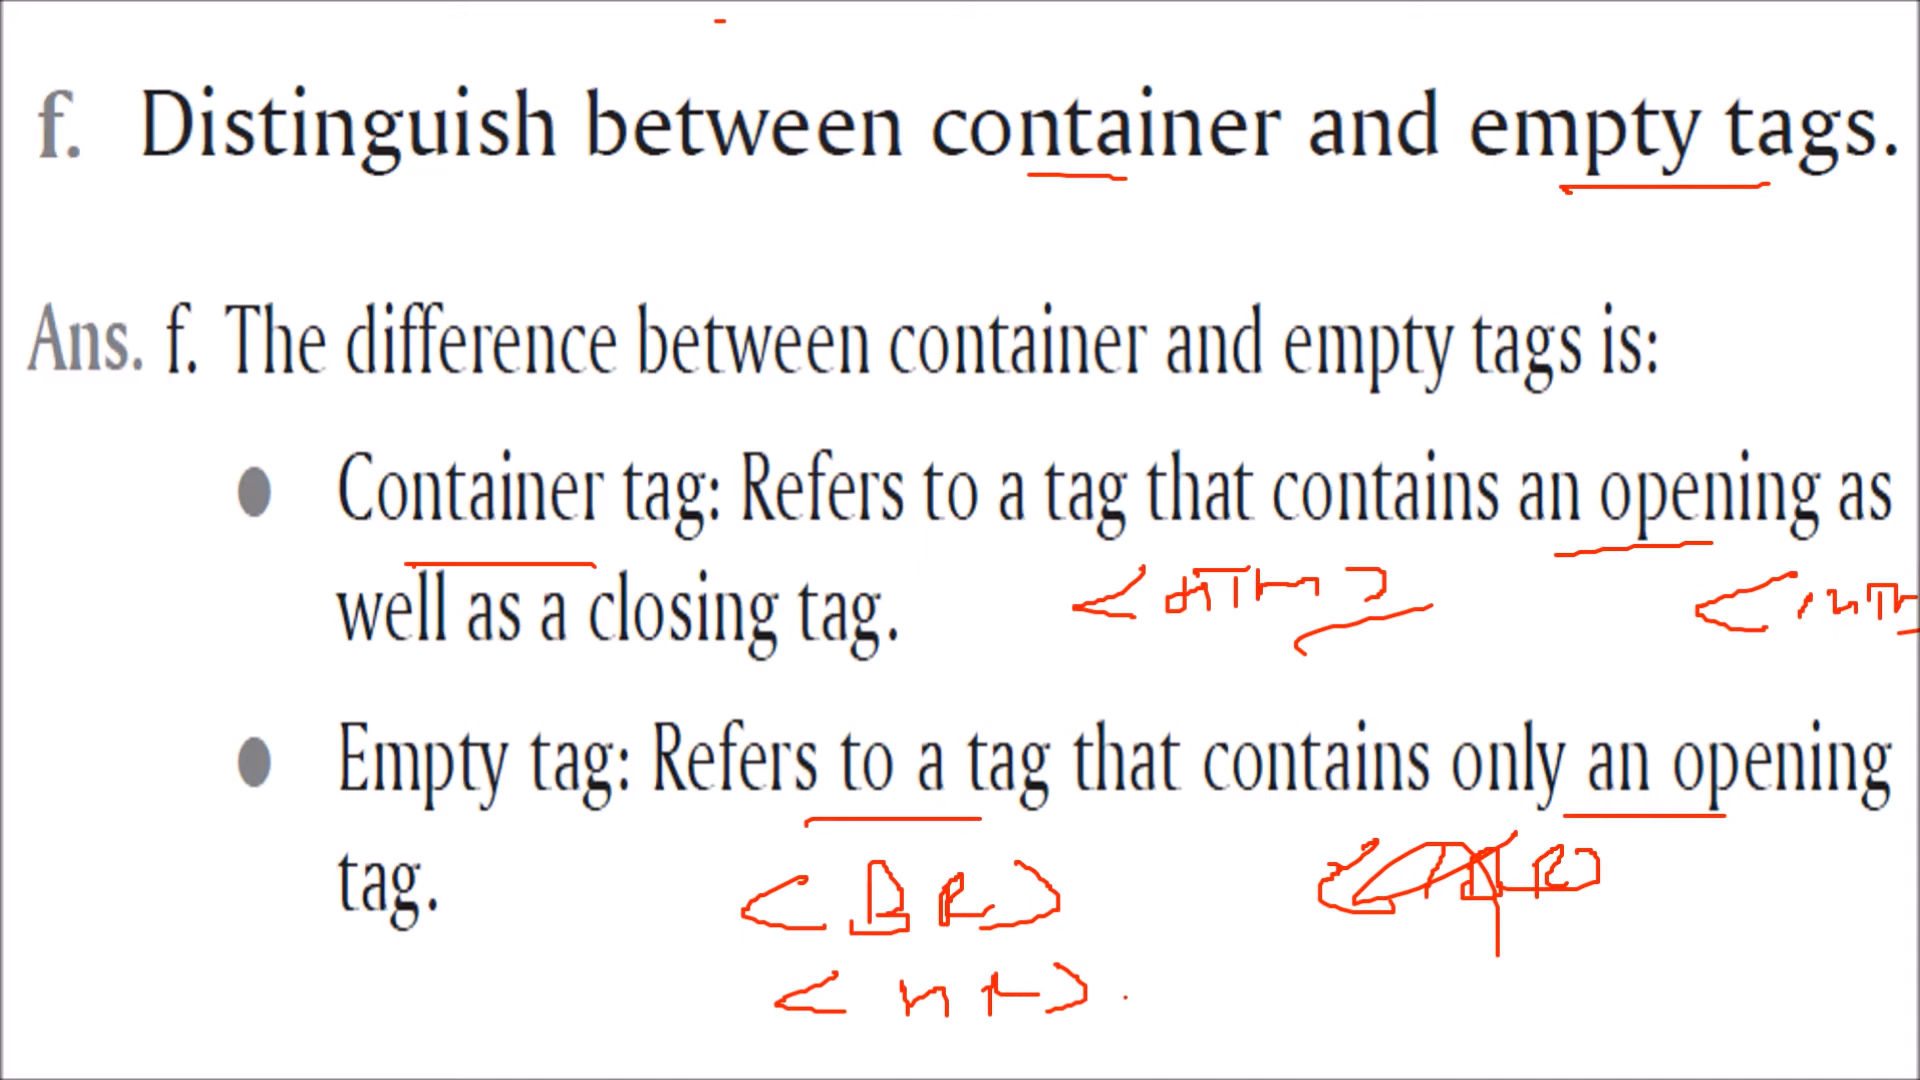 f. Distinguish between container and empty tags.
Ans. f. The difference between container and empty tags is:
● Container tag: Refers to a tag that contains an opening as
well as a closing tag.
● Empty tag: Refers to a tag that contains only an opening
tag.
<BR>
<hr>